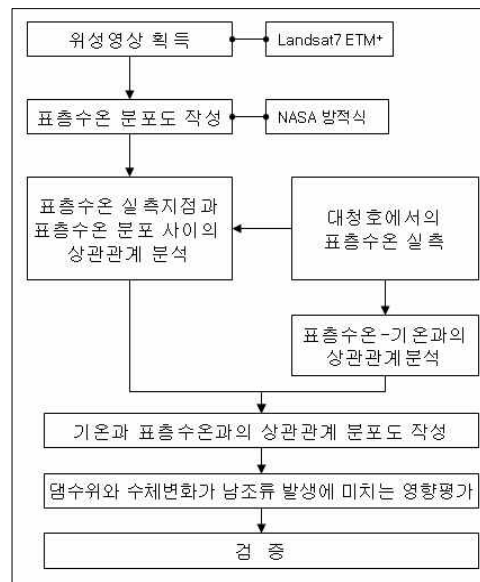 위성영상 획득
Landsat7 ETM+
표층수온 분포도 작성
NASA 방적식
표층수온 실측지점과
표층수온 분포 사이의
상관관계 분석
대청호에서의
표층수온 실측
표층수온-기온과의
상관관계분석
기온과 표층수온과의 상관관계 분포도 작성
댐수위와 수체변화가 남조류 발생에 미치는 영향평가
검 증